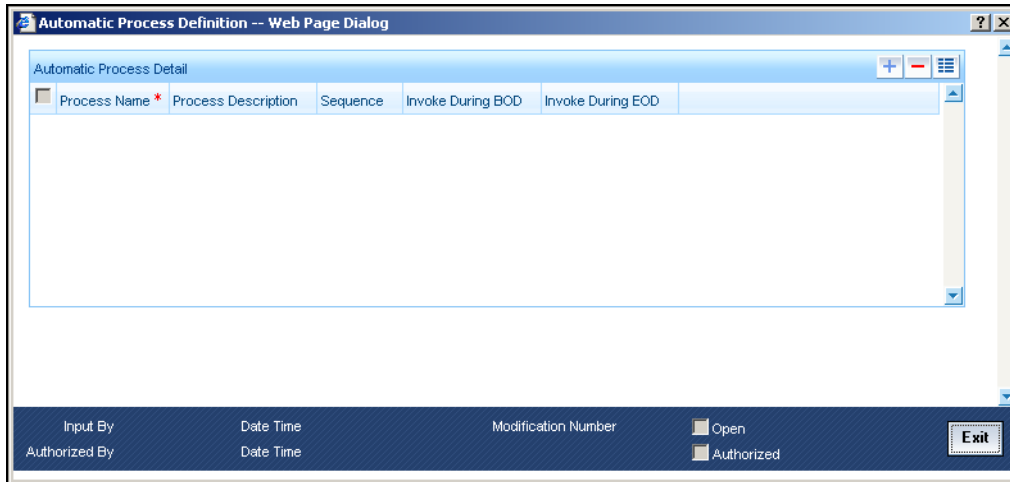 Automatic Process Definition -- Web Page Dialog
Automatic Process Detail
Process Name * Process Description Sequence Invoke During BOD Invoke During EOD
Input By Date Time Modification Number Open
Authorized By Date Time Authorized
Exit